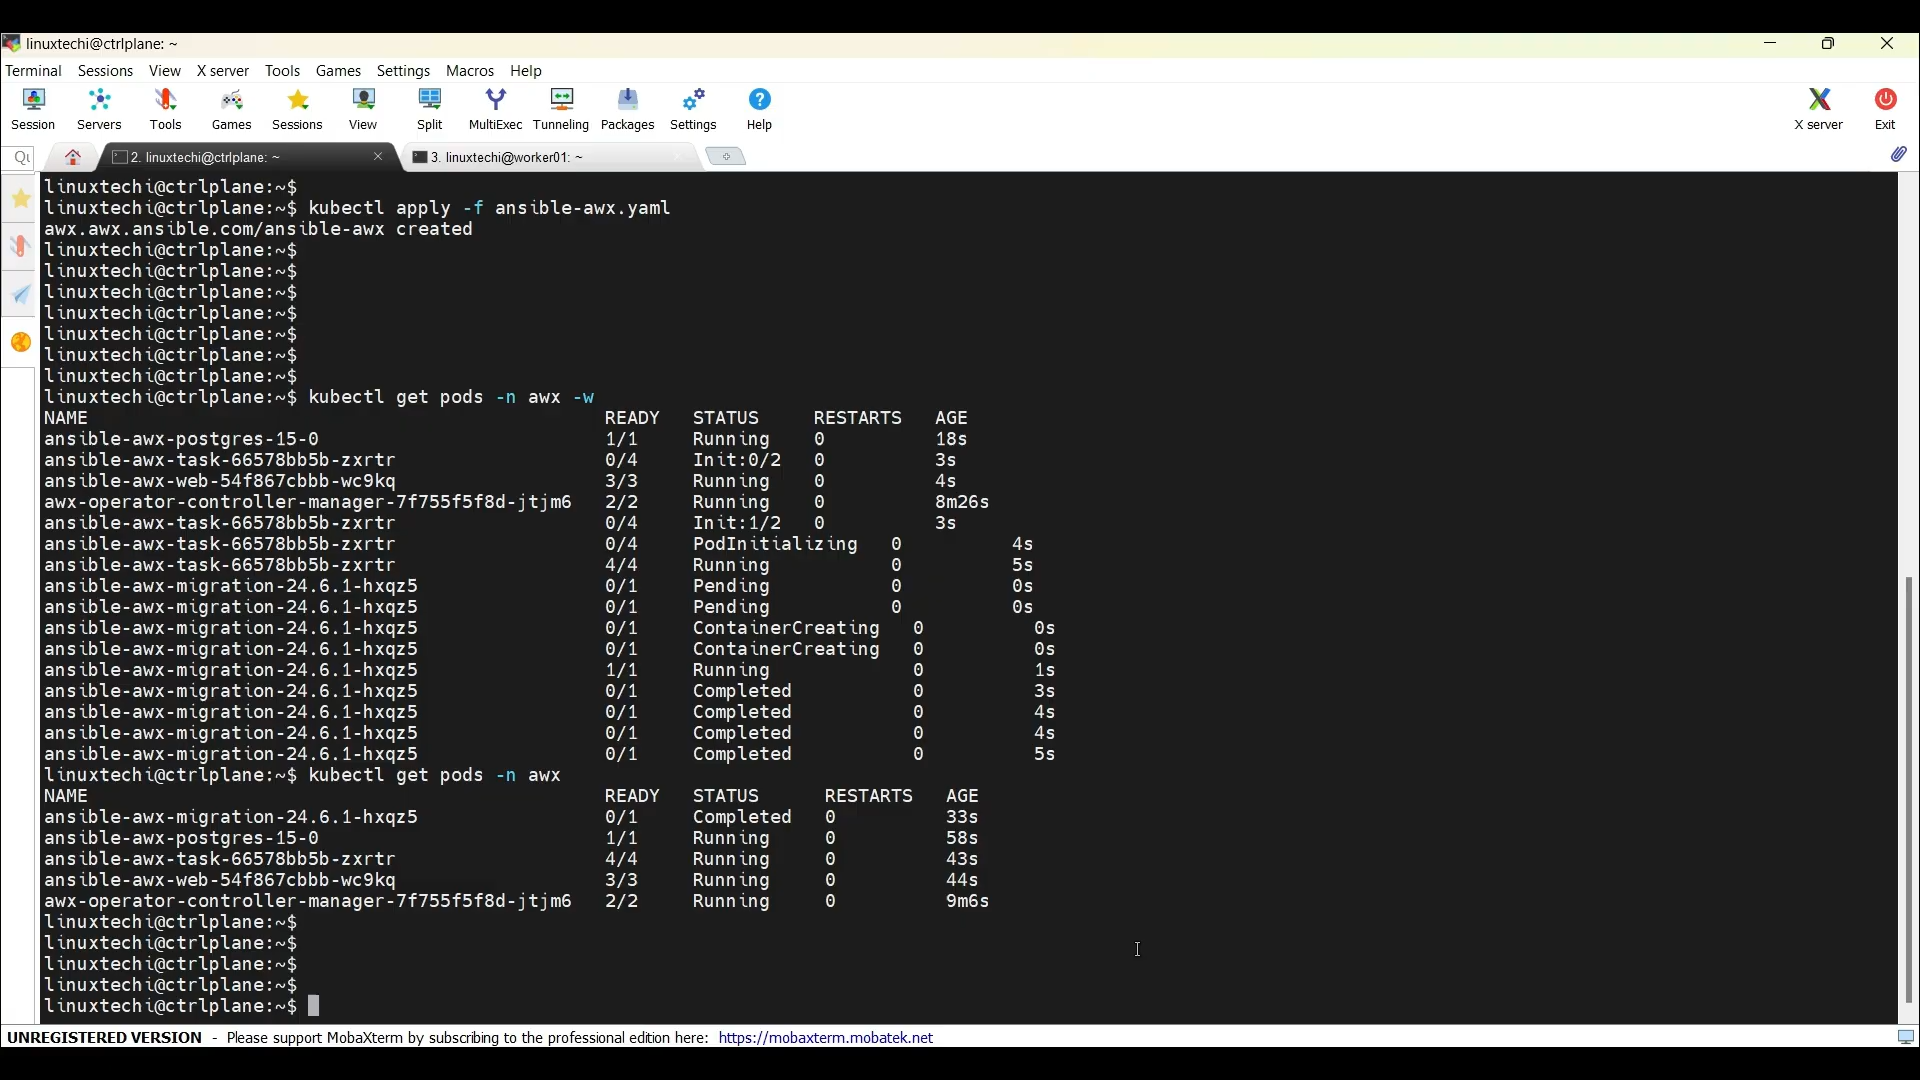 linuxtechi@ctrlplane: ~
Terminal Sessions View X server Tools Games Settings Macros Help
Session Servers Tools Games Sessions View Split MultiExec Tunneling Packages Settings Help X server Exit
2. linuxtechi@ctrlplane: ~ 3. linuxtechi@worker01: ~
linuxtechi@ctrlplane:~$
linuxtechi@ctrlplane:~$ kubectl apply -f ansible-awx.yaml
awx.awx.ansible.com/ansible-awx created
linuxtechi@ctrlplane:~$
linuxtechi@ctrlplane:~$
linuxtechi@ctrlplane:~$
linuxtechi@ctrlplane:~$
linuxtechi@ctrlplane:~$
linuxtechi@ctrlplane:~$
linuxtechi@ctrlplane:~$
linuxtechi@ctrlplane:~$ kubectl get pods -n awx -w
NAME READY STATUS RESTARTS AGE
ansible-awx-postgres-15-0 1/1 Running 0 18s
ansible-awx-task-66578bb5b-zxrtr 0/4 Init:0/2 0 3s
ansible-awx-web-54f867cbbb-wc9kq 3/3 Running 0 4s
awx-operator-controller-manager-7f755f5f8d-jtjm6 2/2 Running 0 8m26s
ansible-awx-task-66578bb5b-zxrtr 0/4 Init:1/2 0 3s
ansible-awx-task-66578bb5b-zxrtr 0/4 PodInitializing 0 4s
ansible-awx-task-66578bb5b-zxrtr 4/4 Running 0 5s
ansible-awx-migration-24.6.1-hxqz5 0/1 Pending 0 0s
ansible-awx-migration-24.6.1-hxqz5 0/1 Pending 0 0s
ansible-awx-migration-24.6.1-hxqz5 0/1 ContainerCreating 0 0s
ansible-awx-migration-24.6.1-hxqz5 0/1 ContainerCreating 0 0s
ansible-awx-migration-24.6.1-hxqz5 1/1 Running 0 1s
ansible-awx-migration-24.6.1-hxqz5 0/1 Completed 0 3s
ansible-awx-migration-24.6.1-hxqz5 0/1 Completed 0 4s
ansible-awx-migration-24.6.1-hxqz5 0/1 Completed 0 4s
ansible-awx-migration-24.6.1-hxqz5 0/1 Completed 0 5s
linuxtechi@ctrlplane:~$ kubectl get pods -n awx
NAME READY STATUS RESTARTS AGE
ansible-awx-migration-24.6.1-hxqz5 0/1 Completed 0 33s
ansible-awx-postgres-15-0 1/1 Running 0 58s
ansible-awx-task-66578bb5b-zxrtr 4/4 Running 0 43s
ansible-awx-web-54f867cbbb-wc9kq 3/3 Running 0 44s
awx-operator-controller-manager-7f755f5f8d-jtjm6 2/2 Running 0 9m6s
linuxtechi@ctrlplane:~$
linuxtechi@ctrlplane:~$
linuxtechi@ctrlplane:~$
linuxtechi@ctrlplane:~$
linuxtechi@ctrlplane:~$
UNREGISTERED VERSION - Please support MobaXterm by subscribing to the professional edition here: https://mobaxterm.mobatek.net